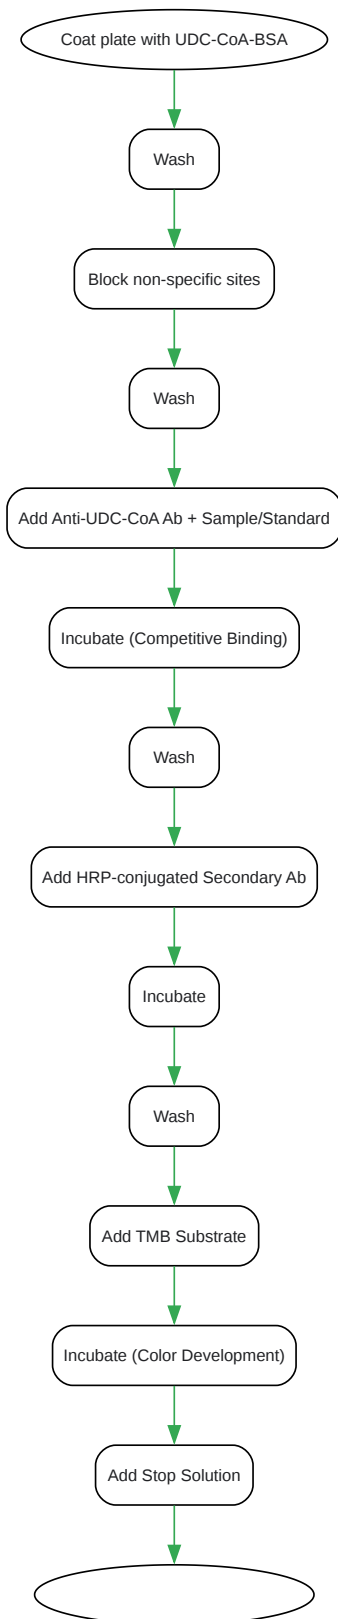 Coat plate with UDC-CoA-BSA
Wash
Block non-specific sites
Wash
Add Anti-UDC-CoA Ab + Sample/Standard
Incubate (Competitive Binding)
Wash
Add HRP-conjugated Secondary Ab
Incubate
Wash
Add TMB Substrate
Incubate (Color Development)
Add Stop Solution